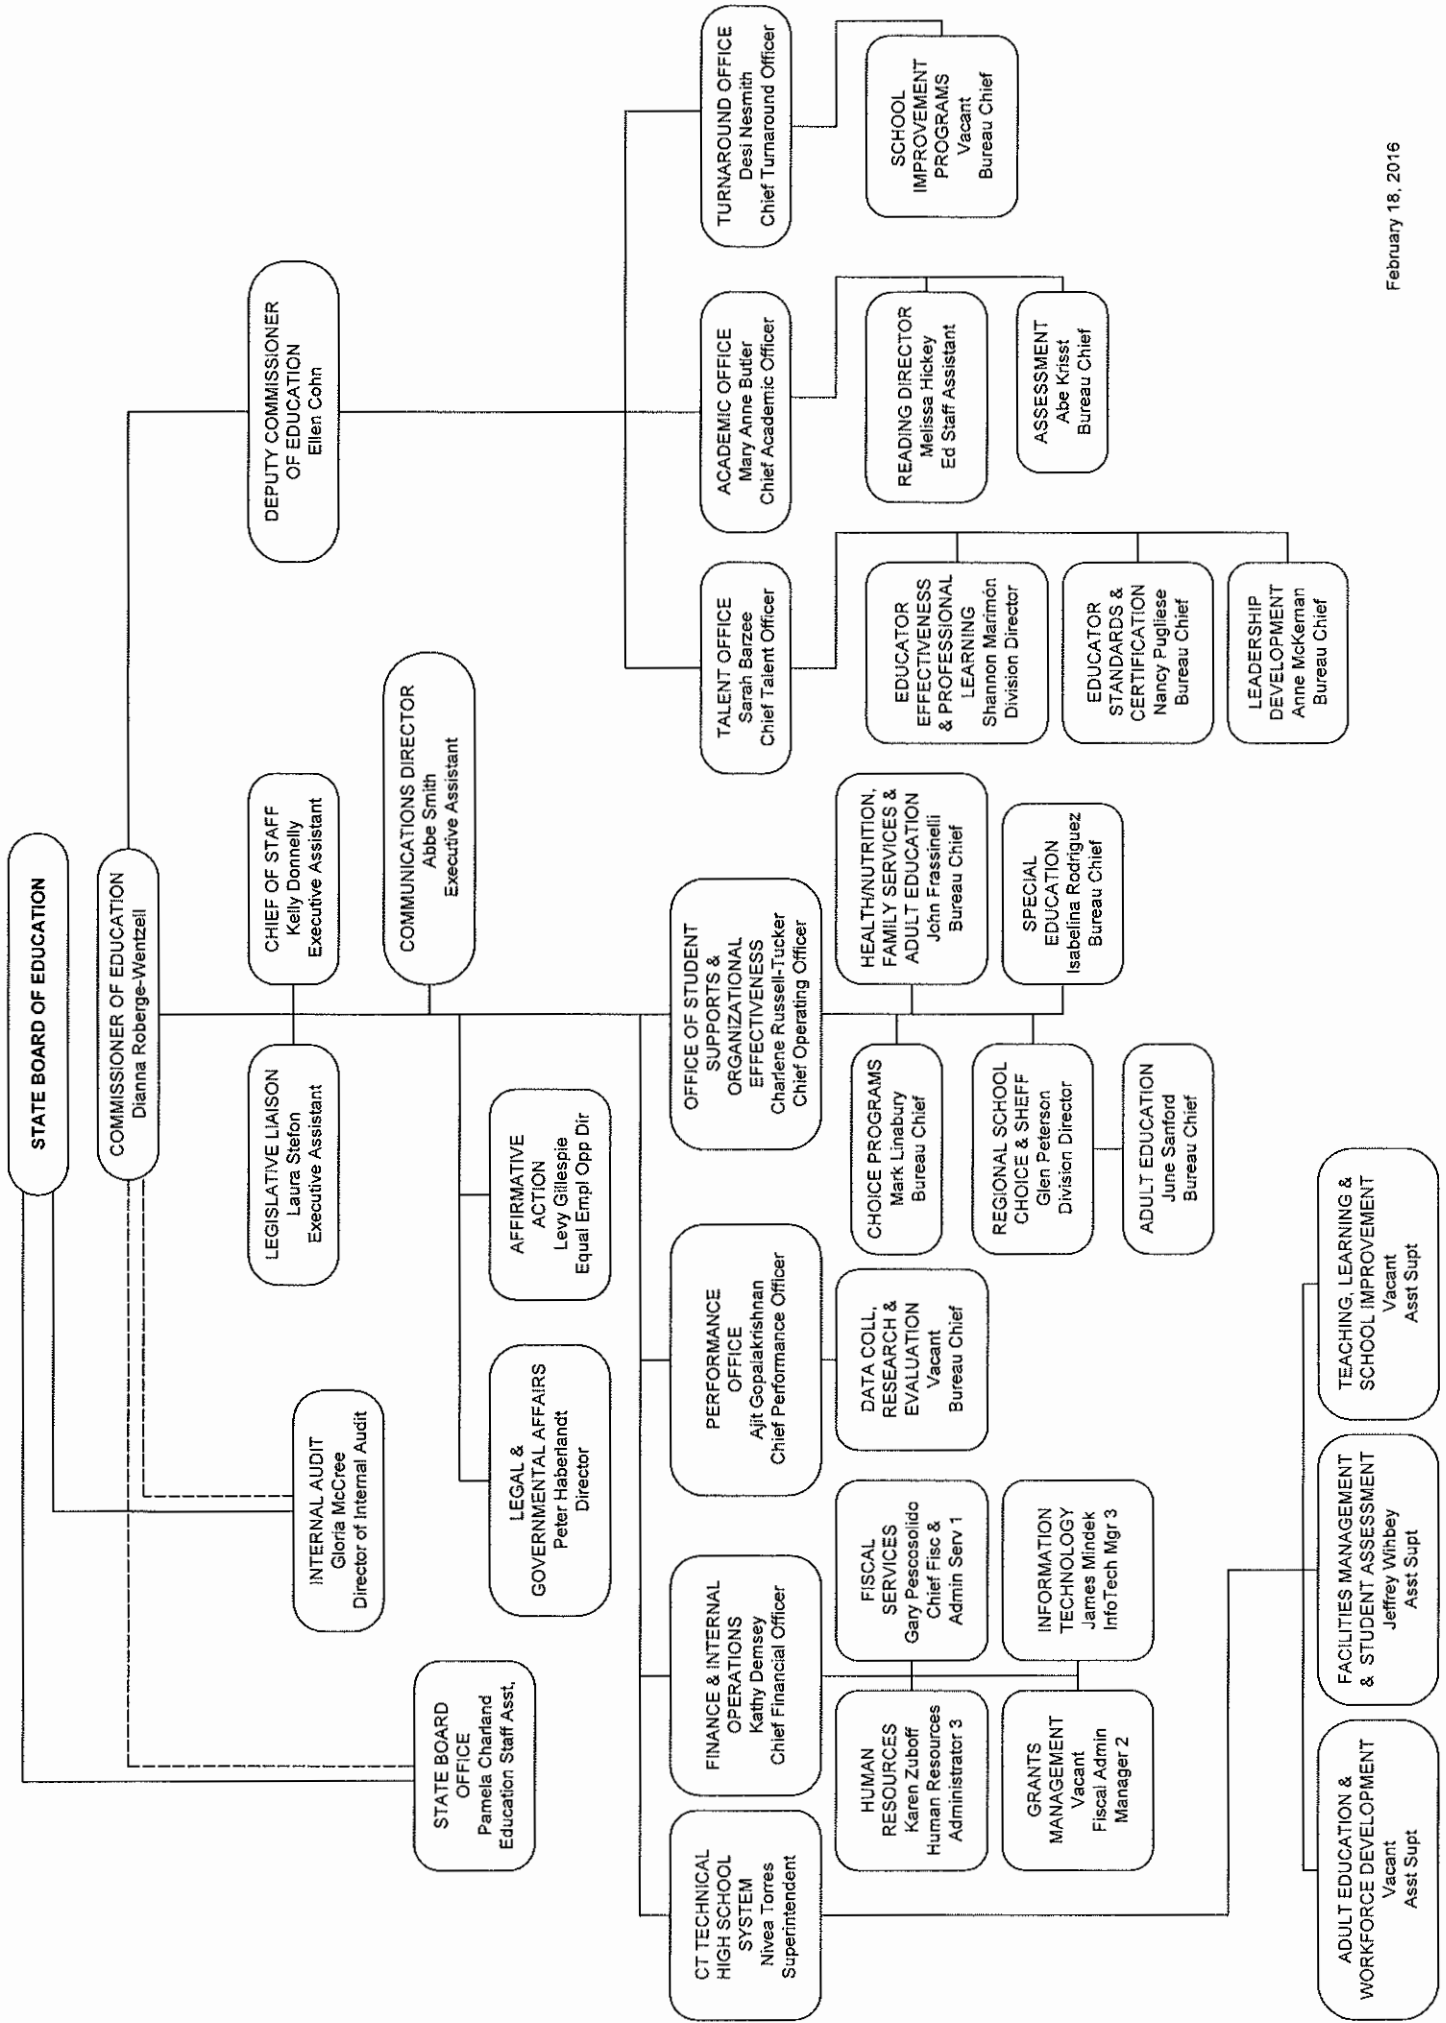 STATE BOARD OF EDUCATION
COMMISSIONER OF EDUCATION
Dianna Roberge-Wentzell
DEPUTY COMMISSIONER
OF EDUCATION
Ellen Cohn
STATE BOARD
OFFICE
Pamela Charland
Education Staff Asst,
INTERNAL AUDIT
Gloria McCree
Director of Internal Audit
LEGISLATIVE LIAISON
Laura Stefon
Executive Assistant
CHIEF OF STAFF
Kelly Donnelly
Executive Assistant
COMMUNICATIONS DIRECTOR
Abbe Smith
Executive Assistant
LEGAL &
GOVERNMENTAL AFFAIRS
Peter Haberlandt
Director
AFFIRMATIVE
ACTION
Levy Gillespie
Equal Empl Opp Dir
CT TECHNICAL
HIGH SCHOOL
SYSTEM
Nivea Torres
Superintendent
FINANCE & INTERNAL
OPERATIONS
Kathy Demsey
Chief Financial Officer
PERFORMANCE
OFFICE
Ajit Gopalakrishnan
Chief Performance Officer
OFFICE OF STUDENT
SUPPORTS &
ORGANIZATIONAL
EFFECTIVENESS
Charlene Russell-Tucker
Chief Operating Officer
TALENT OFFICE
Sarah Barzee
Chief Talent Officer
ACADEMIC OFFICE
Mary Anne Butler
Chief Academic Officer
TURNAROUND OFFICE
Desi Nesmith
Chief Turnaround Officer
HUMAN
RESOURCES
Karen Zuboff
Human Resources
Administrator 3
FISCAL
SERVICES
Gary Pescosolido
Chief Fisc &
Admin Serv 1
GRANTS
MANAGEMENT
Vacant
Fiscal Admin
Manager 2
INFORMATION
TECHNOLOGY
James Mindek
InfoTech Mgr 3
DATA COLL,
RESEARCH &
EVALUATION
Vacant
Bureau Chief
CHOICE PROGRAMS
Mark Linabury
Bureau Chief
HEALTH/NUTRITION,
FAMILY SERVICES &
ADULT EDUCATION
John Frassinelli
Bureau Chief
REGIONAL SCHOOL
CHOICE & SHEFF
Glen Peterson
Division Director
SPECIAL
EDUCATION
Isabelina Rodriguez
Bureau Chief
ADULT EDUCATION
June Sanford
Bureau Chief
EDUCATOR
EFFECTIVENESS
& PROFESSIONAL
LEARNING
Shannon Marimón
Division Director
EDUCATOR
STANDARDS &
CERTIFICATION
Nancy Pugliese
Bureau Chief
LEADERSHIP
DEVELOPMENT
Anne McKernan
Bureau Chief
READING DIRECTOR
Melissa Hickey
Ed Staff Assistant
ASSESSMENT
Abe Krisst
Bureau Chief
SCHOOL
IMPROVEMENT
PROGRAMS
Vacant
Bureau Chief
ADULT EDUCATION &
WORKFORCE DEVELOPMENT
Vacant
Asst Supt
FACILITIES MANAGEMENT
& STUDENT ASSESSMENT
Jeffrey Wihbey
Asst Supt
TEACHING, LEARNING &
SCHOOL IMPROVEMENT
Vacant
Asst Supt
February 18, 2016